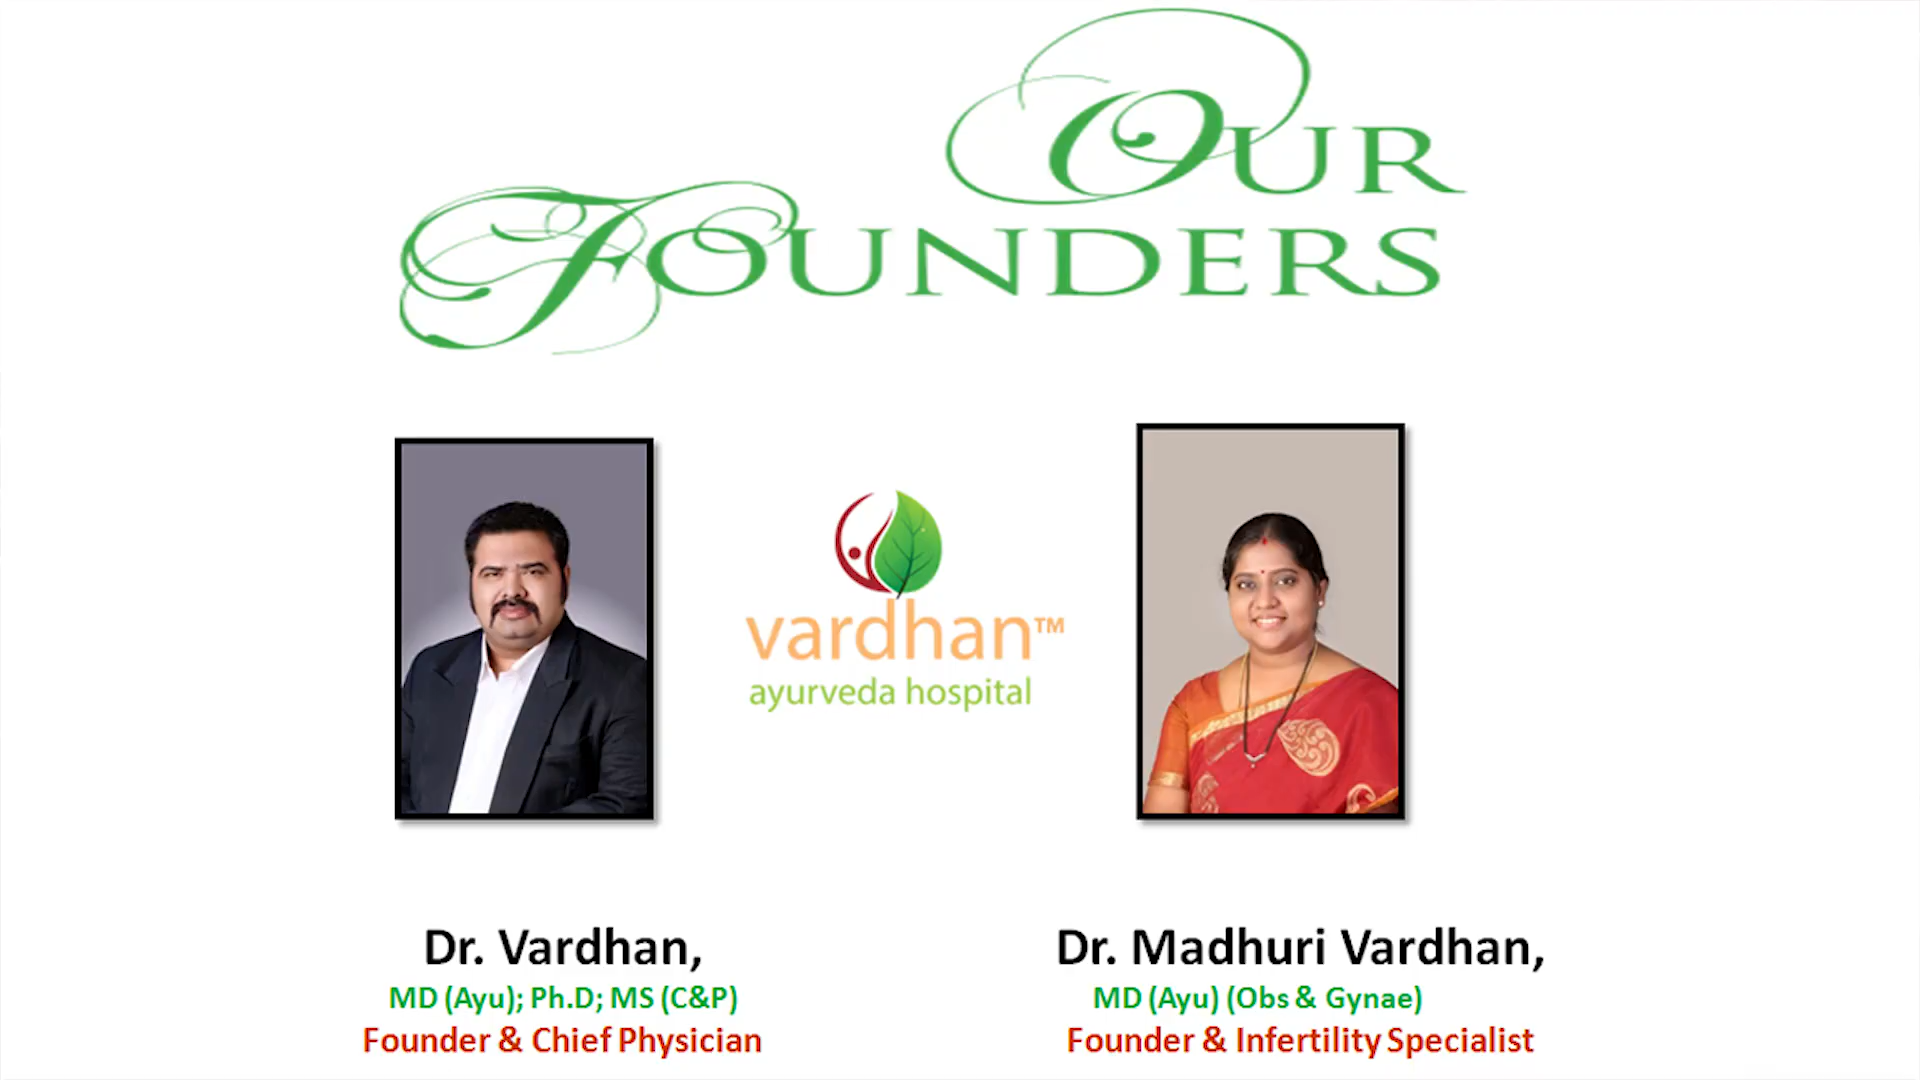 OUR
FOUNDERS
vardhan™
ayurveda hospital
Dr. Vardhan,
MD (Ayu); Ph.D; MS (C&P)
Founder & Chief Physician
Dr. Madhuri Vardhan,
MD (Ayu) (Obs & Gynae)
Founder & Infertility Specialist